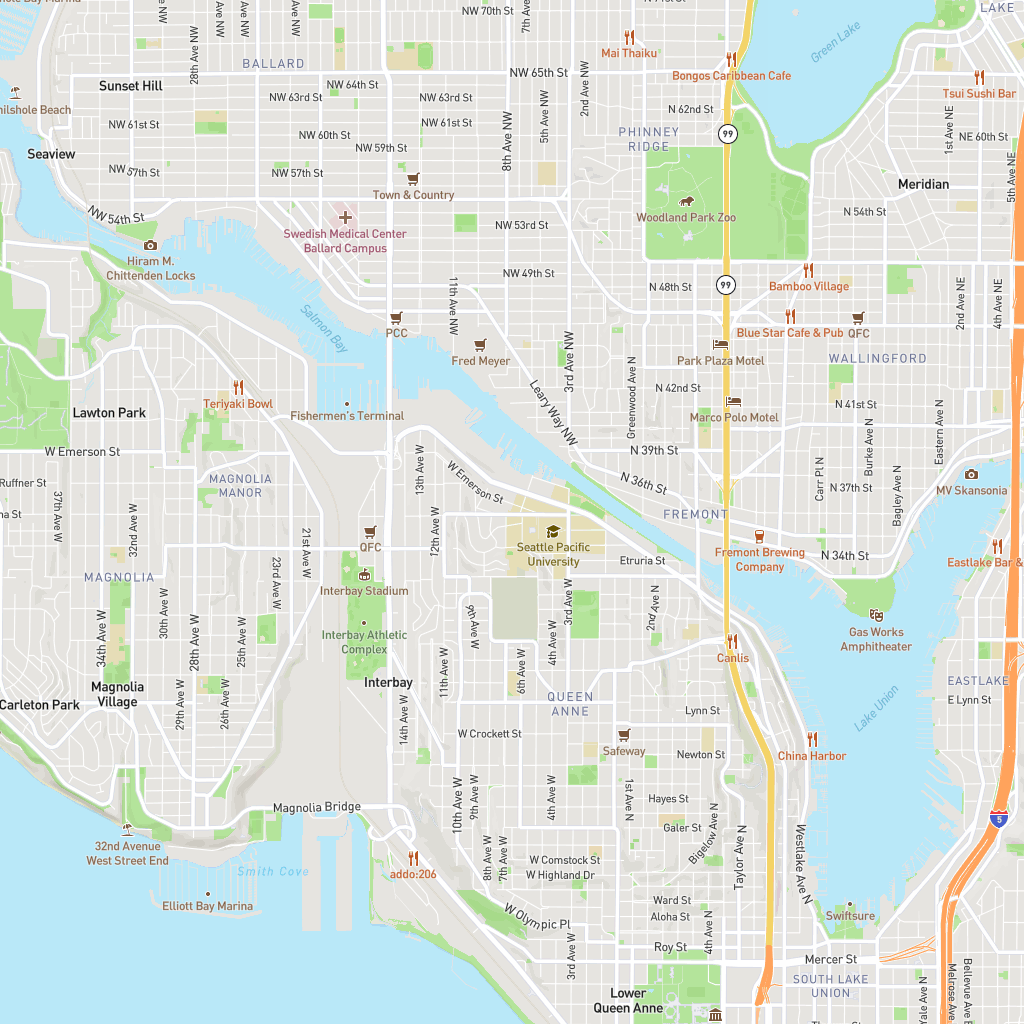 NW 70th St
LAKE
28th Ave NW
7th Ave NW
Mai Thaiku
Green Lake
BALLARD
NW 65th St
Bongos Caribbean Cafe
Sunset Hill
NW 64th St
2nd Ave NW
Tsui Sushi Bar
NW 63rd St
NW 63rd St
5th Ave NW
N 62nd St
NW 61st St
NW 61st St
8th Ave NW
99
1st Ave NE
NE 60th St
NW 60th St
PHINNEY
RIDGE
NW 59th St
Seaview
5th Ave NE
NW 57th St
NW 57th St
Meridian
Town & Country
NW 54th St
Woodland Park Zoo
N 54th St
NW 53rd St
Swedish Medical Center
Ballard Campus
Hiram M.
Chittenden Locks
NW 49th St
99
N 48th St
Bamboo Village
11th Ave NW
2nd Ave NE
4th Ave NE
Salmon Bay
PCC
Blue Star Cafe & Pub
QFC
Fred Meyer
3rd Ave NW
Park Plaza Motel
WALLINGFORD
Greenwood Ave N
N 42nd St
Teriyaki Bowl
Lawton Park
Fishermen's Terminal
Leary Way NW
Marco Polo Motel
N 41st St
Eastern Ave N
Burke Ave N
W Emerson St
N 39th St
13th Ave W
W Emerson St
Carr Pl N
Ruffner St
MAGNOLIA
MANOR
N 36th St
N 37th St
Bagley Ave N
MV Skansonia
37th Ave W
32nd Ave W
FREMONT
12th Ave W
21st Ave W
QFC
Seattle Pacific
University
Etruria St
Fremont Brewing
Company
N 34th St
MAGNOLIA
23rd Ave W
Interbay Stadium
30th Ave W
3rd Ave W
2nd Ave W
Gas Works
Amphitheater
34th Ave W
28th Ave W
25th Ave W
Interbay Athletic
Complex
9th Ave W
4th Ave W
Canlis
Interbay
11th Ave W
6th Ave W
Magnolia
Village
EASTLAKE
Carleton Park
29th Ave W
26th Ave W
14th Ave W
QUEEN
ANNE
Lynn St
E Lynn St
Lake Union
W Crockett St
Safeway
Newton St
China Harbor
10th Ave W
9th Ave W
4th Ave W
1st Ave N
Hayes St
Magnolia Bridge
Galer St
Bigelow Ave N
5
32nd Avenue
West Street End
Taylor Ave N
Westlake Ave N
8th Ave W
7th Ave W
W Comstock St
W Highland Dr
addo:206
Smith Cove
Elliott Bay Marina
Ward St
Swiftsure
W Olympic Pl
Aloha St
4th Ave N
Roy St
3rd Ave W
Mercer St
SOUTH LAKE
UNION
Lower
Queen Anne
Yale Ave N
Melrose Ave
Bellevue Ave E
Thomas St